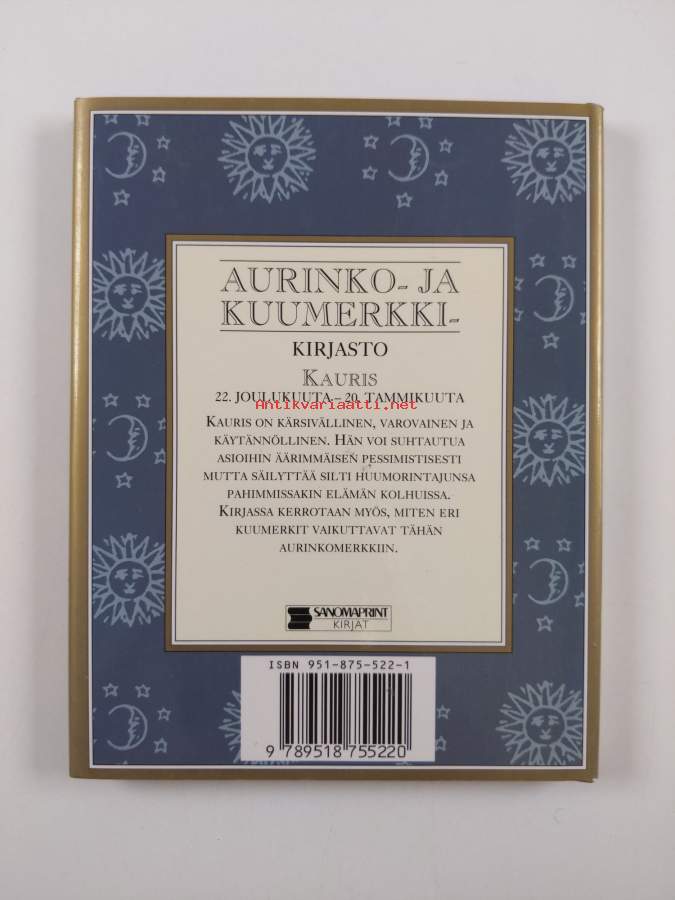 AURINKO- JA
KUUMERKKI-
KIRJASTO
KAURIS
22. JOULUKUUTA – 20. TAMMIKUUTA
Antikvariaatti.net
KAURIS ON KÄRSIVÄLLINEN, VAROVAINEN JA
KÄYTÄNNÖLLINEN. HÄN VOI SUHTAUTUA
ASIOIHIN ÄÄRIMMÄISEN PESSIMISTISESTI
MUTTA SÄILYTTÄÄ SILTI HUUMORINTAJUNSA
PAHIMMISSAKIN ELÄMÄN KOLHUISSA.
KIRJASSA KERROTAAN MYÖS, MITEN ERI
KUUMERKIT VAIKUTTAVAT TÄHÄN
AURINKOMERKKIIN.
SANOMAPRINT
KIRJAT
ISBN 951-875-522-1
9 789518 755220